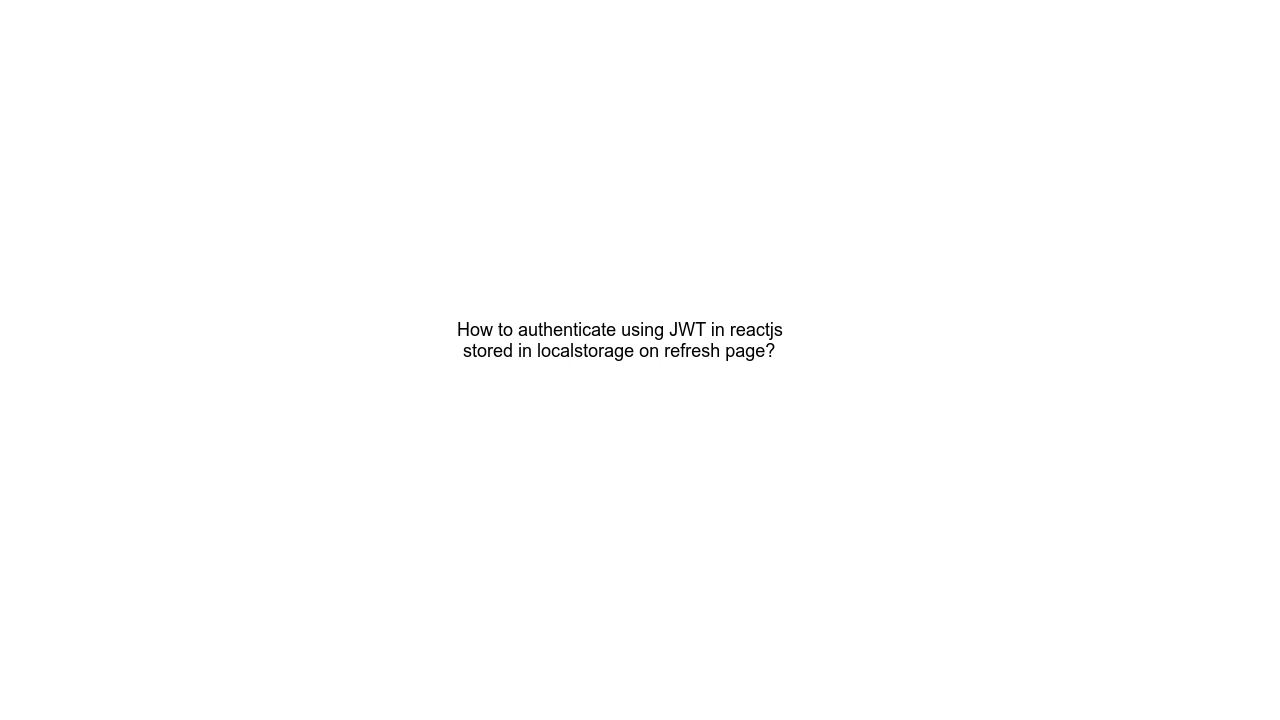 How to authenticate using JWT in reactjs
stored in localstorage on refresh page?